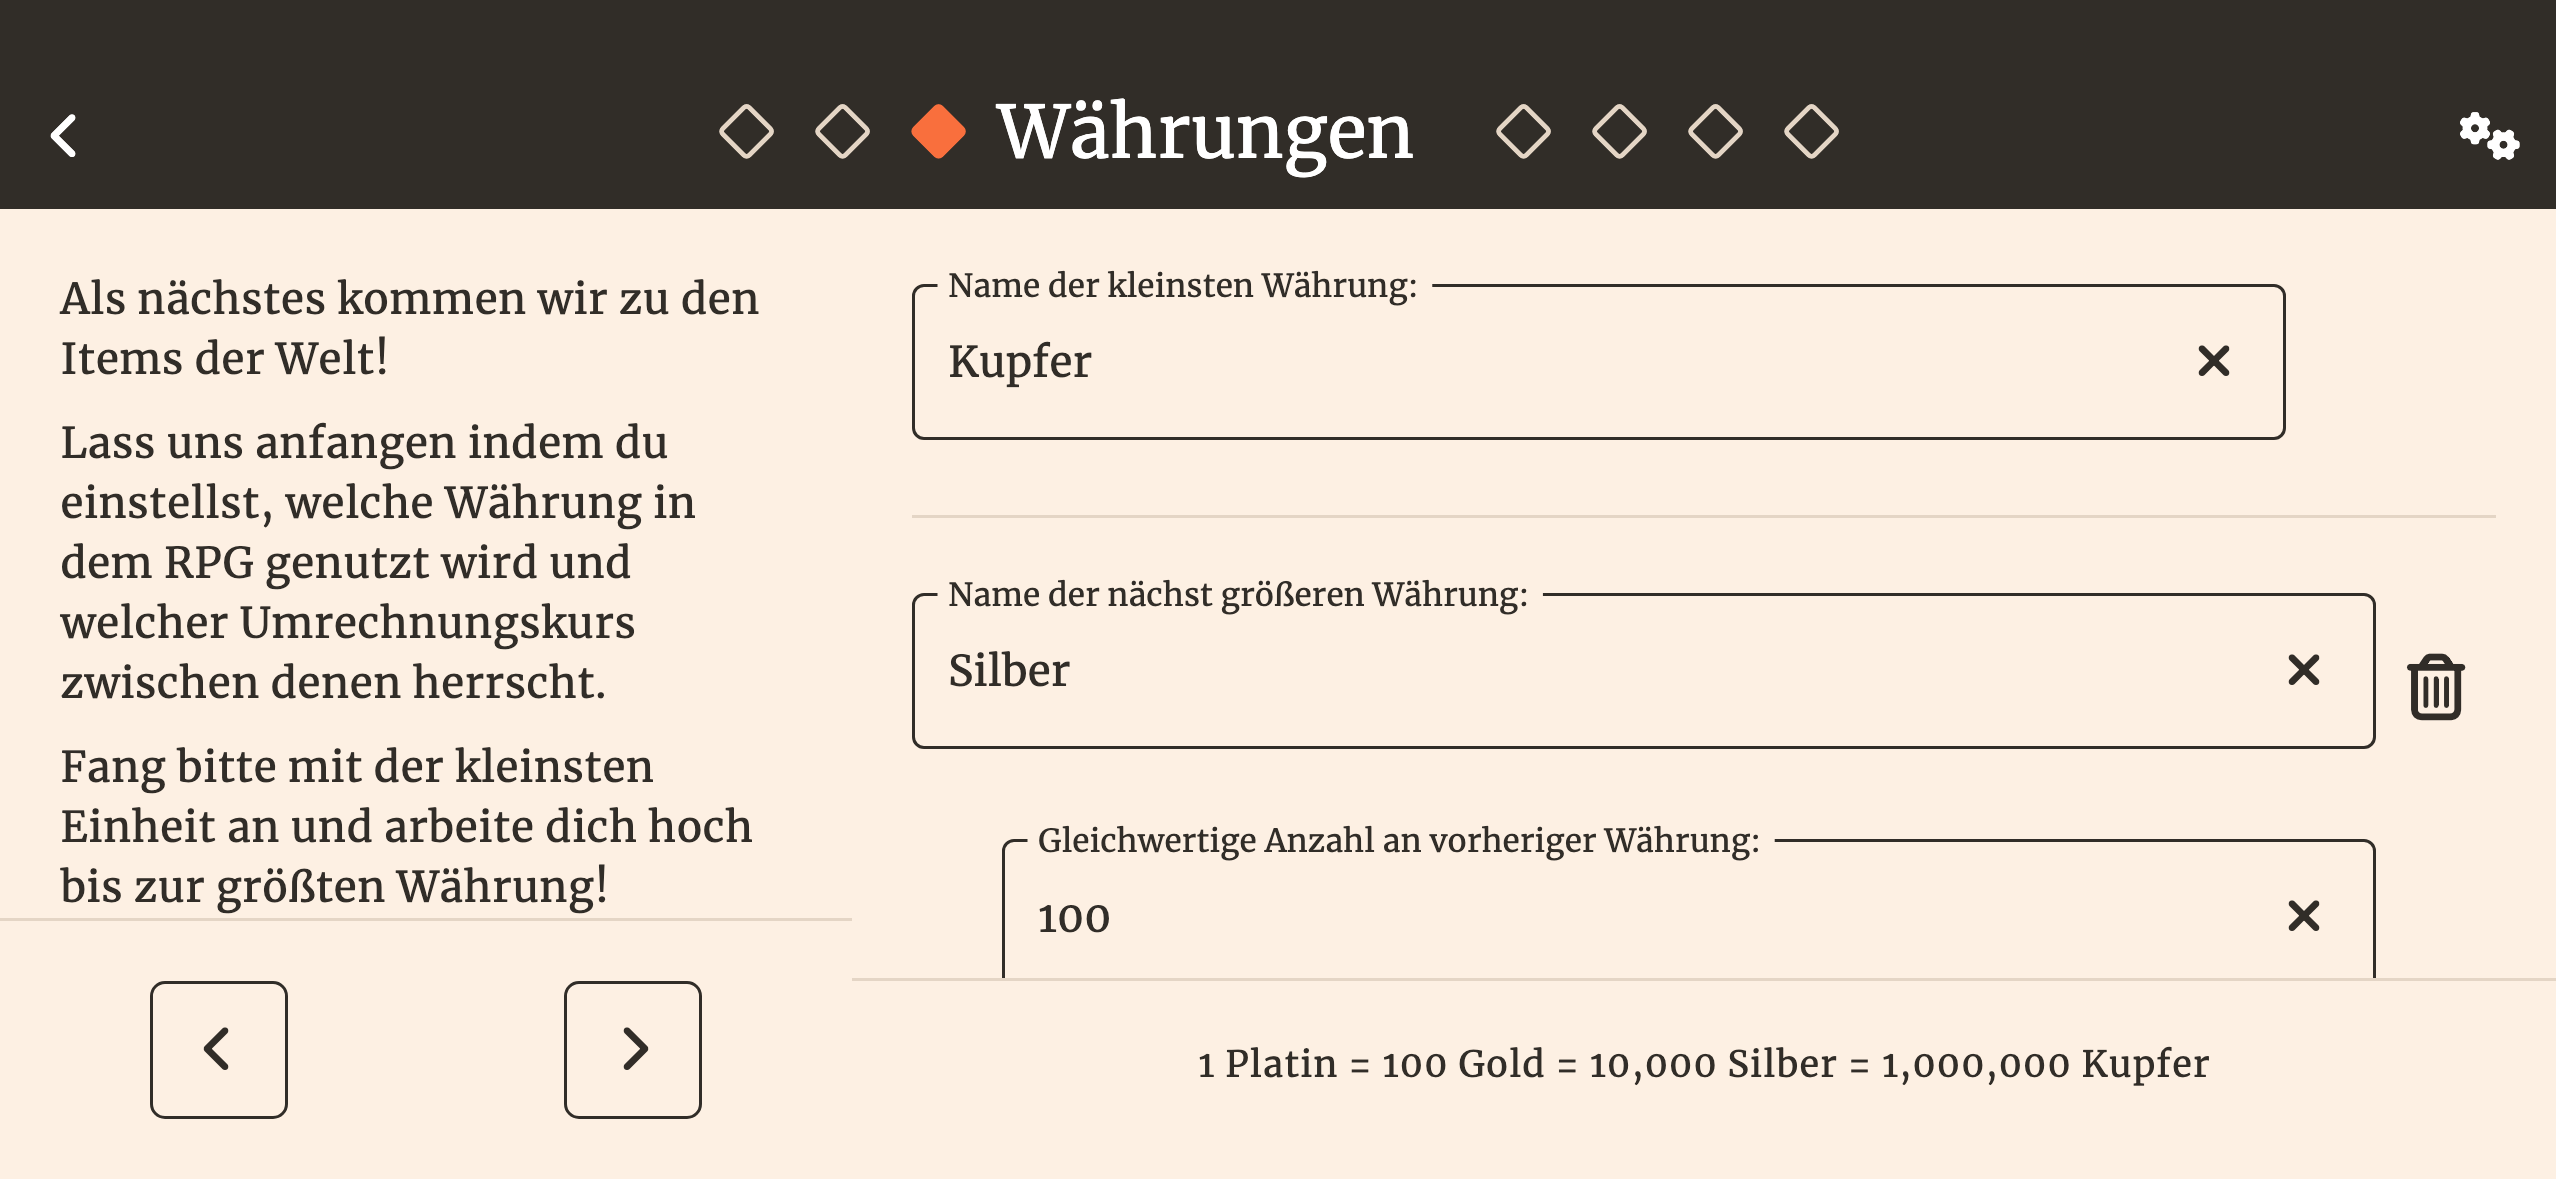 Währungen
Als nächstes kommen wir zu den
Items der Welt!
Lass uns anfangen indem du
einstellst, welche Währung in
dem RPG genutzt wird und
welcher Umrechnungskurs
zwischen denen herrscht.
Fang bitte mit der kleinsten
Einheit an und arbeite dich hoch
bis zur größten Währung!
Name der kleinsten Währung:
Kupfer
Name der nächst größeren Währung:
Silber
Gleichwertige Anzahl an vorheriger Währung:
100
1 Platin = 100 Gold = 10,000 Silber = 1,000,000 Kupfer